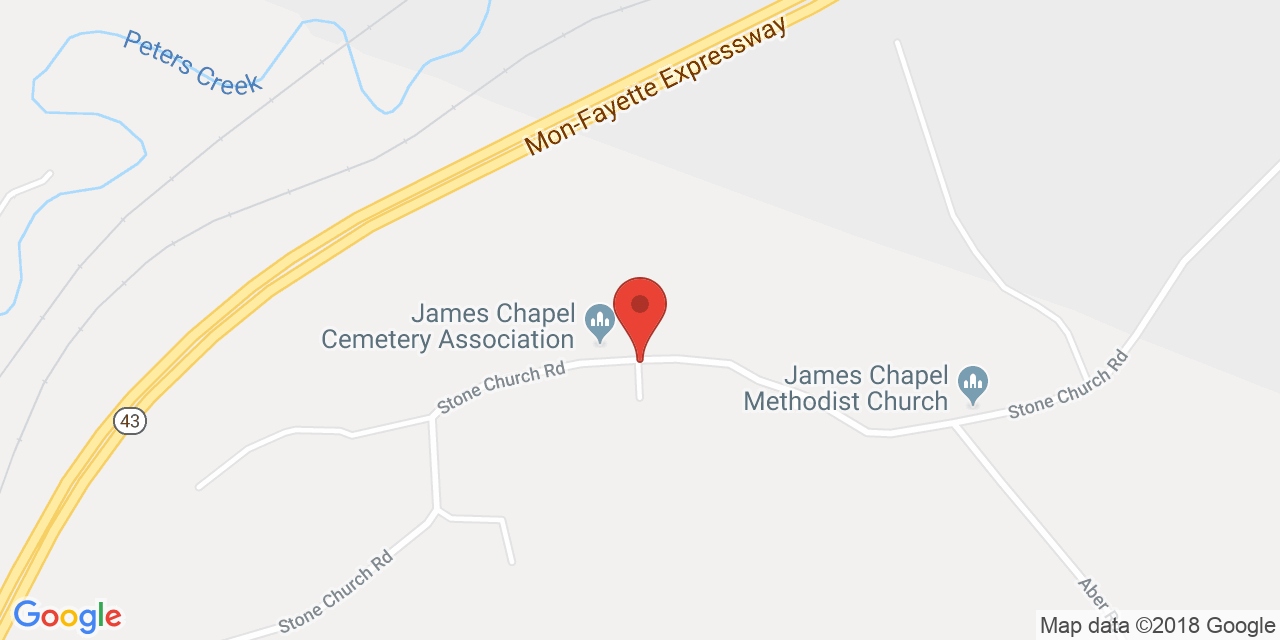 Peters Creek
Mon-Fayette Expressway
James Chapel
Cemetery Association
James Chapel
Methodist Church
Stone Church Rd
Stone Church Rd
43
Stone Church Rd
Aber
Google
Map data ©2018 Google